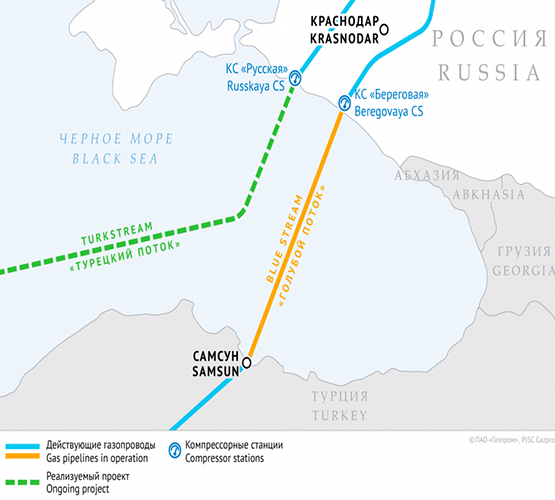 КРАСНОДАР
KRASNODAR
РОССИЯ
RUSSIA
КС «Русская»
Russkaya CS
КС «Береговая»
Beregovaya CS
ЧЕРНОЕ МОРЕ
BLACK SEA
АБХАЗИЯ
ABKHASIA
TURKSTREAM
«ТУРЕЦКИЙ ПОТОК»
BLUE STREAM
«ГОЛУБОЙ ПОТОК»
ГРУЗИЯ
GEORGIA
САМСУН
SAMSUN
ТУРЦИЯ
TURKEY
© ПАО «Газпром», PJSC Gazpro
Действующие газопроводы
Gas pipelines in operation
Компрессорные станции
Compressor stations
Реализуемый проект
Ongoing project